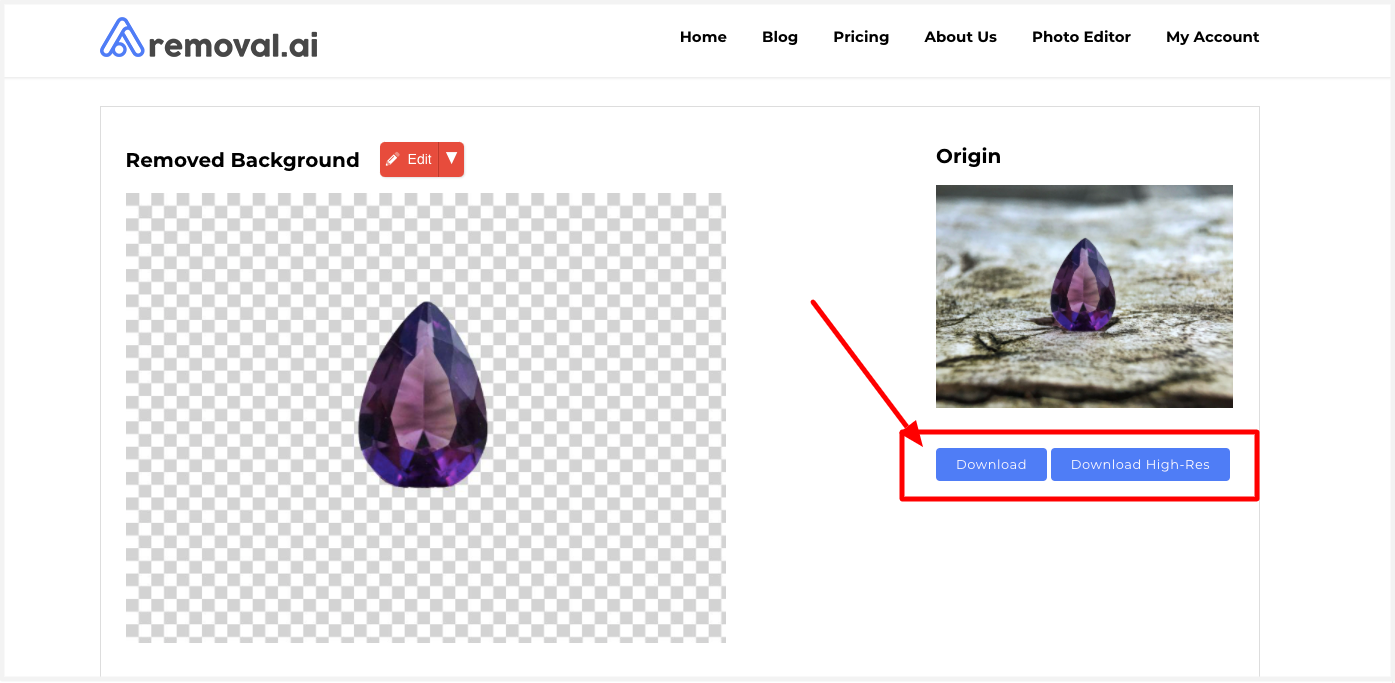 removal.ai
Home Blog Pricing About Us Photo Editor My Account
Removed Background
Edit
Origin
Download Download High-Res